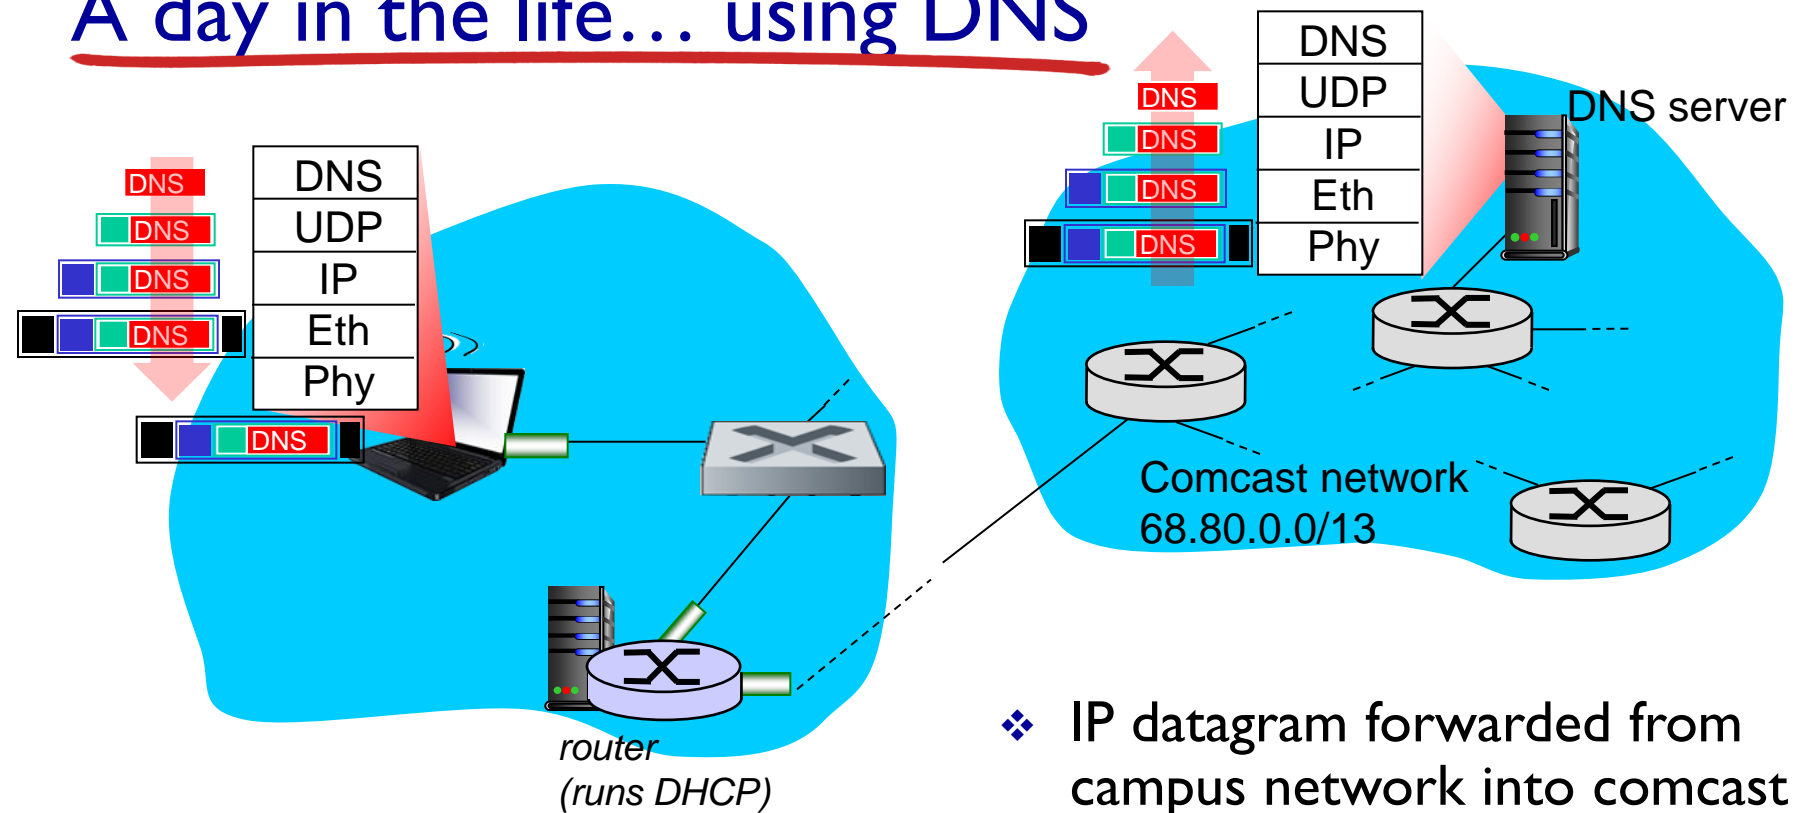 A day in the life… using DNS
DNS
UDP
IP
Eth
Phy
DNS
DNS
DNS
DNS
DNS server
DNS
DNS
DNS
DNS
DNS
DNS
UDP
IP
Eth
Phy
Comcast network
68.80.0.0/13
router
(runs DHCP)
❖ IP datagram forwarded from
campus network into comcast